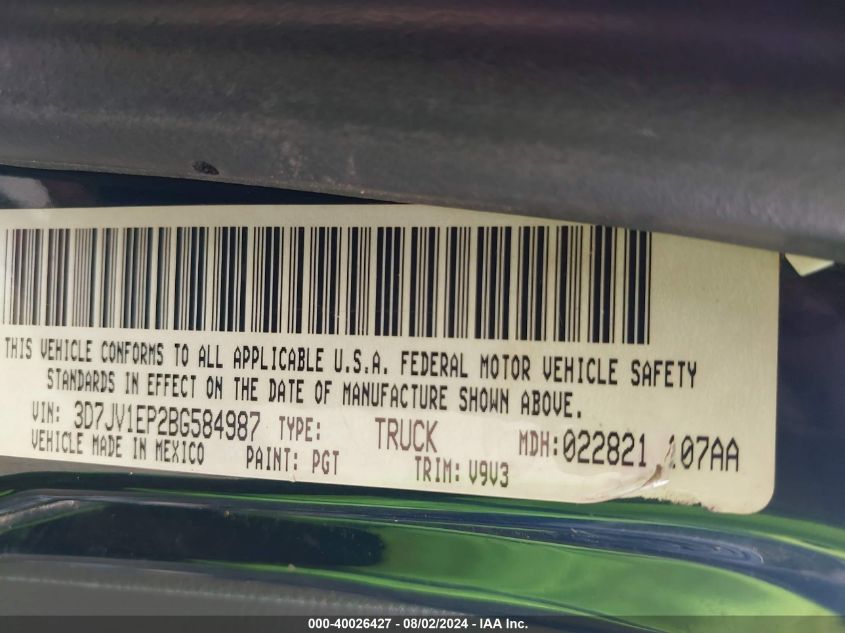 THIS VEHICLE CONFORMS TO ALL APPLICABLE U.S.A. FEDERAL MOTOR VEHICLE SAFETY
STANDARDS IN EFFECT ON THE DATE OF MANUFACTURE SHOWN ABOVE.
VIN: 3D7JV1EP2BG584987 TYPE: TRUCK MDH:022821 107AA
VEHICLE MADE IN MEXICO PAINT: PGT TRIM: V9V3
000-40026427 - 08/02/2024 - IAA Inc.